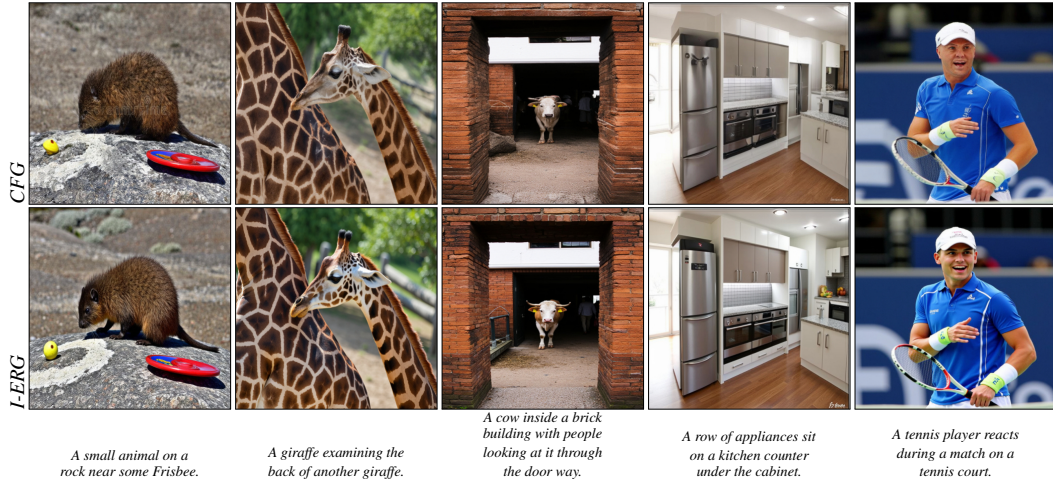 CFG
I-ERG
A small animal on a
rock near some Frisbee.
A giraffe examining the
back of another giraffe.
A cow inside a brick
building with people
looking at it through
the door way.
A row of appliances sit
on a kitchen counter
under the cabinet.
A tennis player reacts
during a match on a
tennis court.